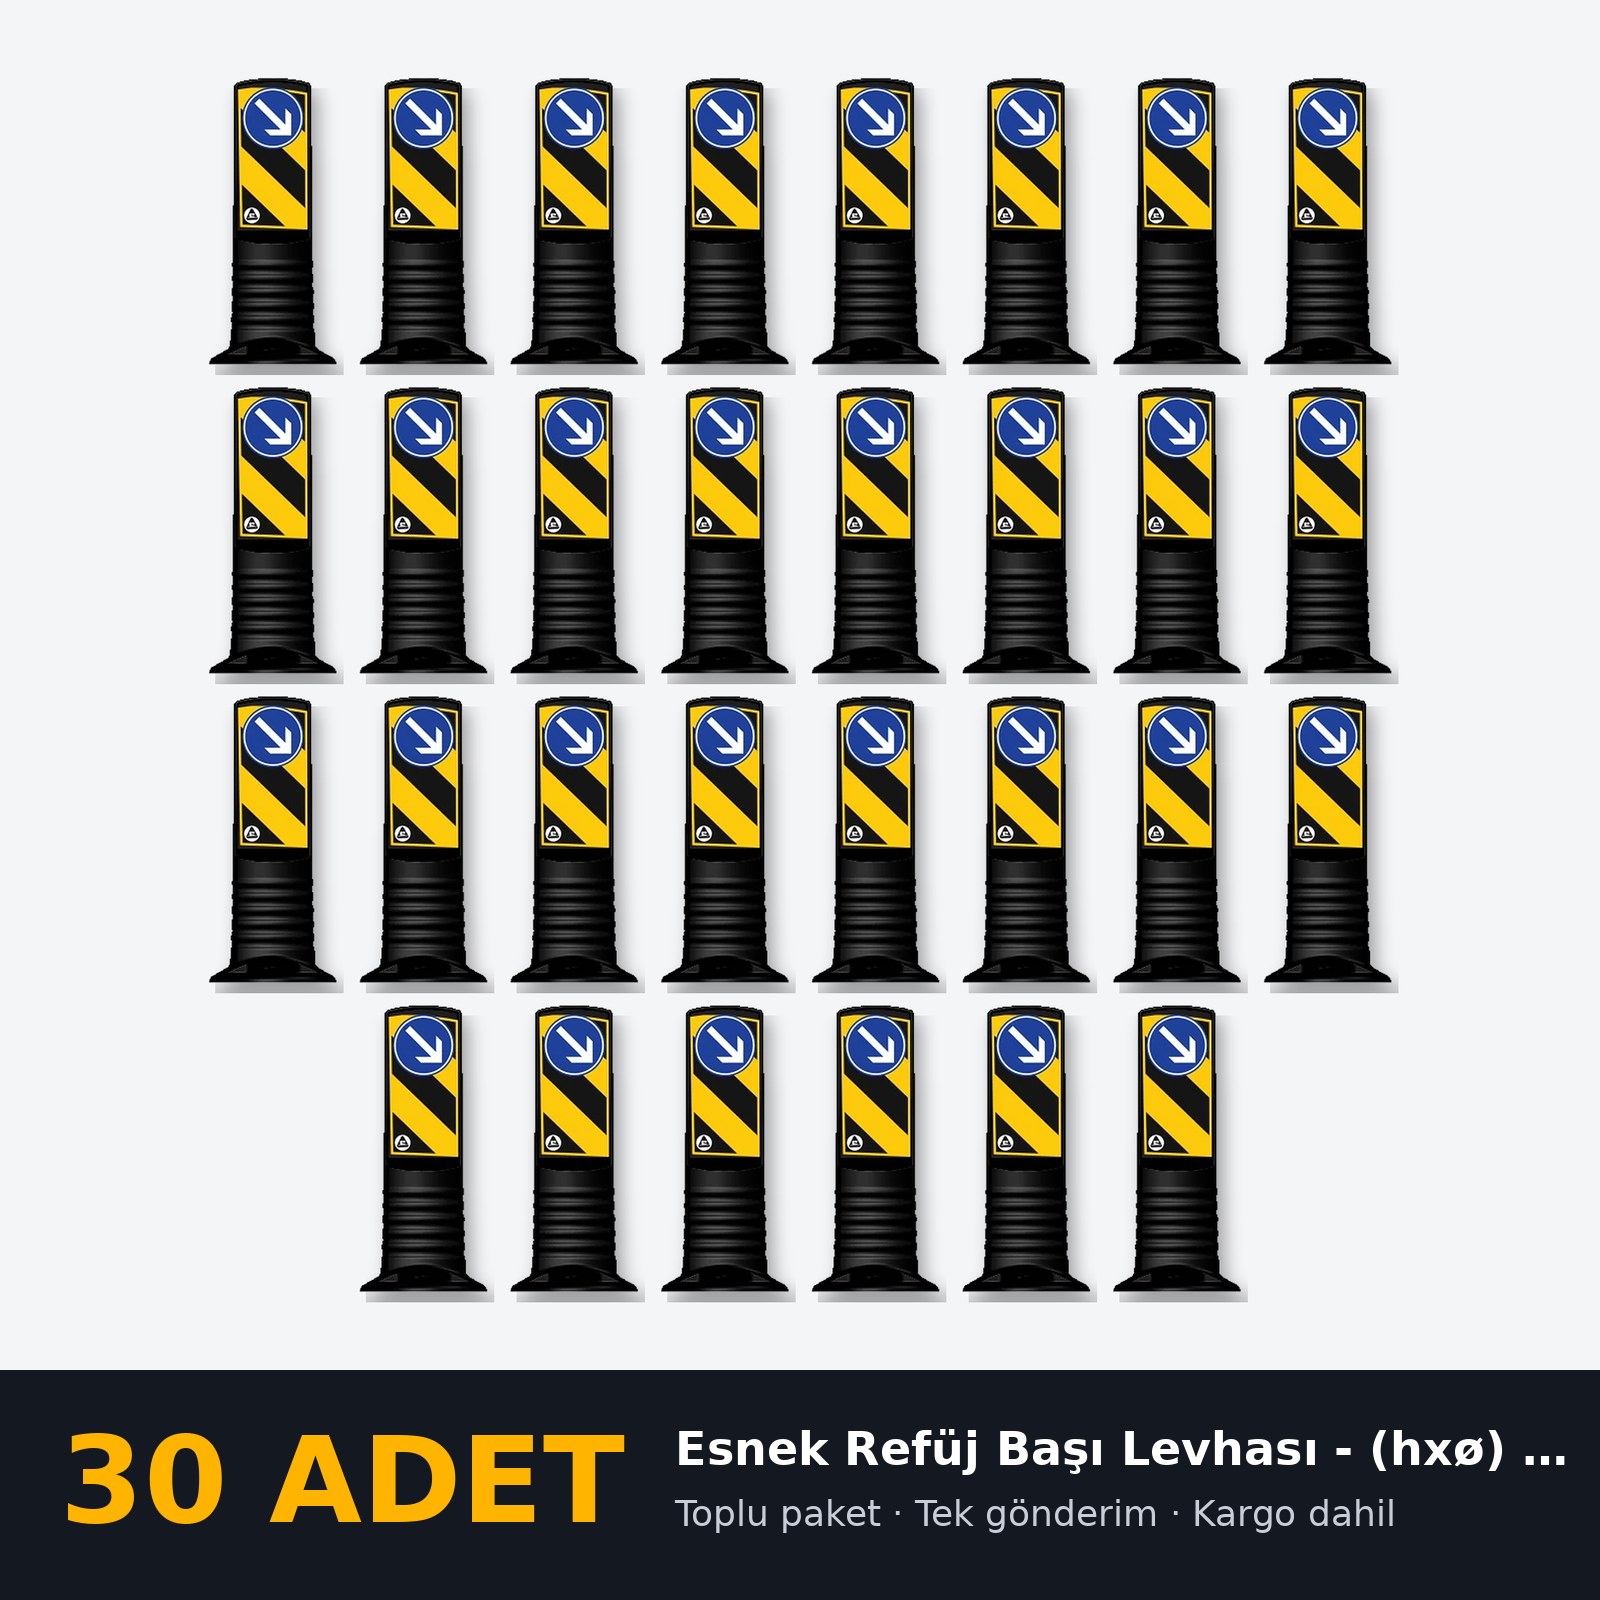 30 ADET
Esnek Refüj Başı Levhası - (hxø) ...
Toplu paket · Tek gönderim · Kargo dahil